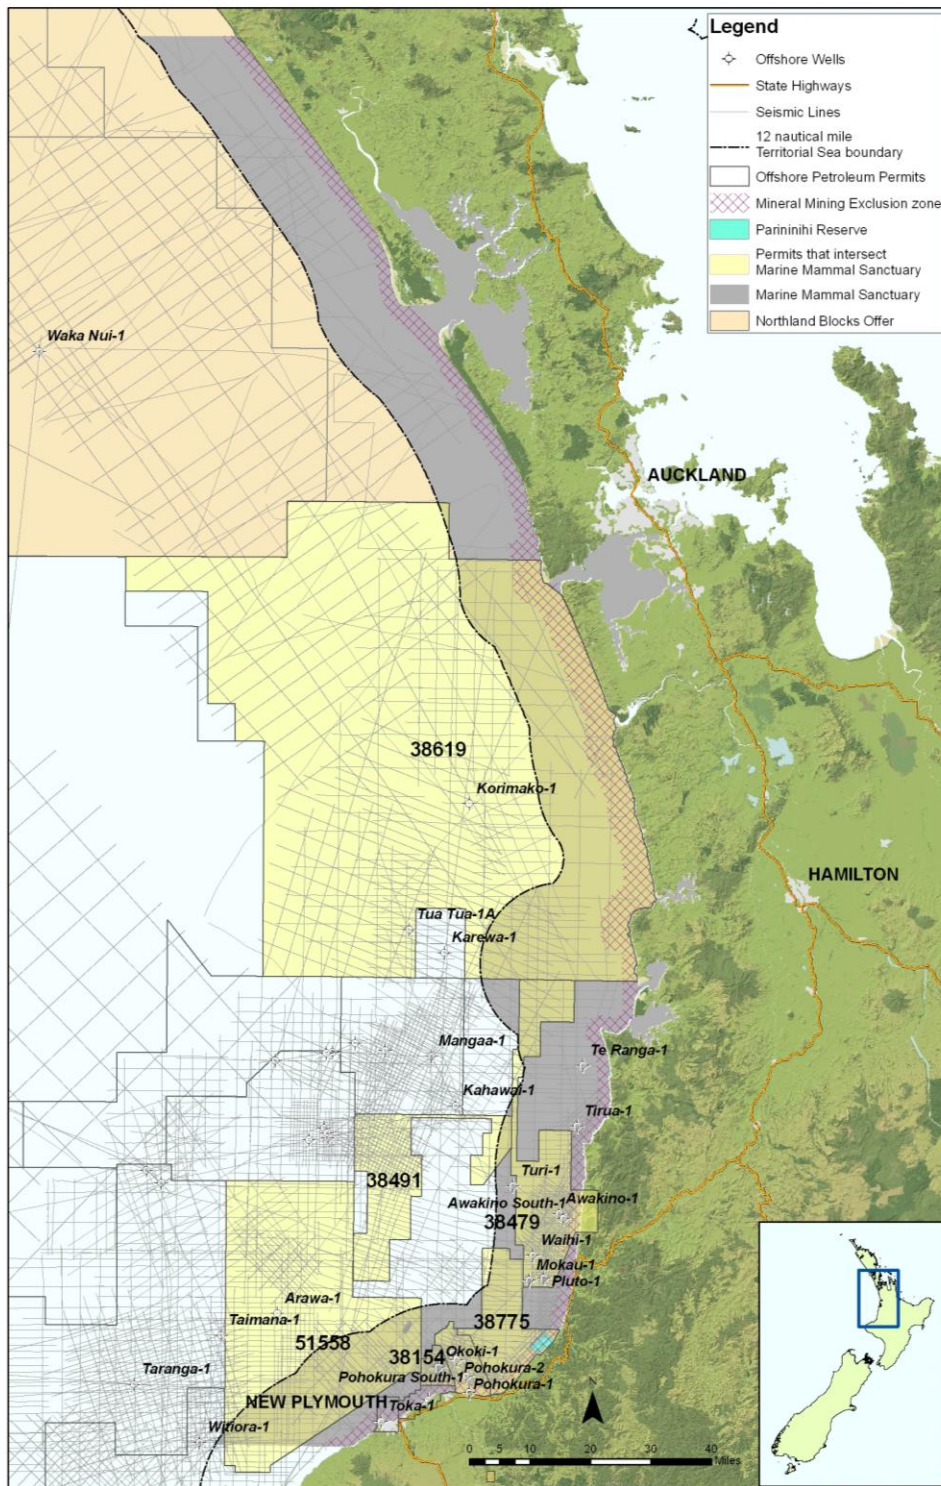 Legend
Offshore Wells
State Highways
Seismic Lines
12 nautical mile
Territorial Sea boundary
Offshore Petroleum Permits
Mineral Mining Exclusion zone
Parininihi Reserve
Permits that intersect
Marine Mammal Sanctuary
Marine Mammal Sanctuary
Northland Blocks Offer
Waka Nui-1
AUCKLAND
38619
Korimako-1
HAMILTON
Tua Tua-1A
Karewa-1
Mangaa-1
Te Ranga-1
Kahawai-1
Tirua-1
Turi-1
38491
Awakino South-1
Awakino-1
38479
Waihi-1
Mokau-1
Pluto-1
Arawa-1
Taimana-1
38775
51558
Okoki-1
38154
Taranga-1
Pohokura-2
Pohokura South-1
Pohokura-1
NEW PLYMOUTH
Toka-1
Witiora-1
N
0 5 10 20 30 40
Miles